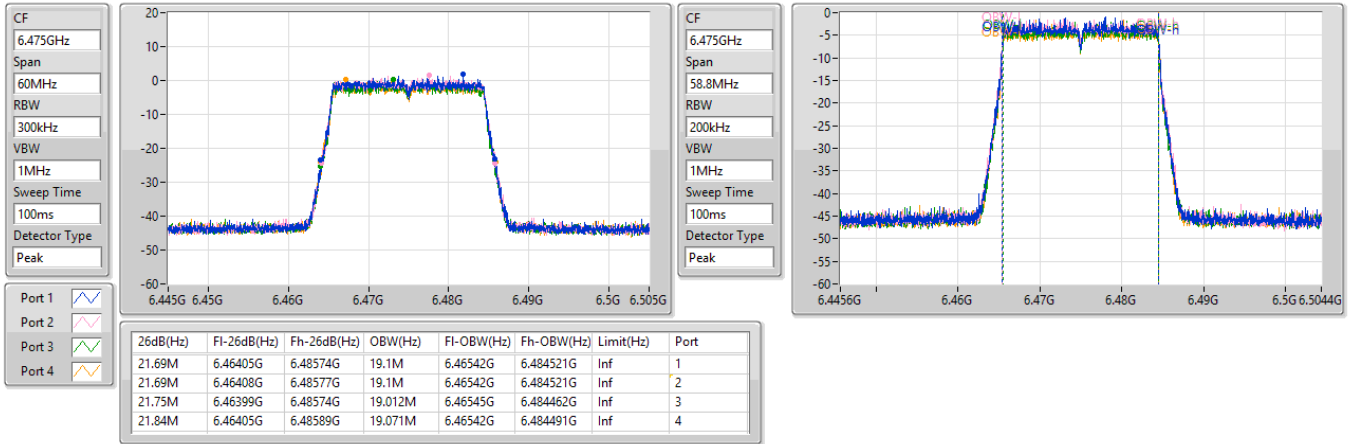 CF
6.475GHz
Span
60MHz
RBW
300kHz
VBW
1MHz
Sweep Time
100ms
Detector Type
Peak
20
10
0
-10
-20
-30
-40
-50
-60
6.445G 6.45G 6.46G 6.47G 6.48G 6.49G 6.5G 6.505G
CF
6.475GHz
Span
58.8MHz
RBW
200kHz
VBW
1MHz
Sweep Time
100ms
Detector Type
Peak
0
-5
-10
-15
-20
-25
-30
-35
-40
-45
-50
-55
-60
6.4456G 6.46G 6.47G 6.48G 6.49G 6.5G 6.5044G
Port 1
Port 2
Port 3
Port 4
26dB(Hz) Fl-26dB(Hz) Fh-26dB(Hz) OBW(Hz) Fl-OBW(Hz) Fh-OBW(Hz) Limit(Hz) Port
21.69M 6.46405G 6.48574G 19.1M 6.46542G 6.484521G Inf 1
21.69M 6.46408G 6.48577G 19.1M 6.46542G 6.484521G Inf 2
21.75M 6.46399G 6.48574G 19.012M 6.46545G 6.484462G Inf 3
21.84M 6.46405G 6.48589G 19.071M 6.46542G 6.484491G Inf 4